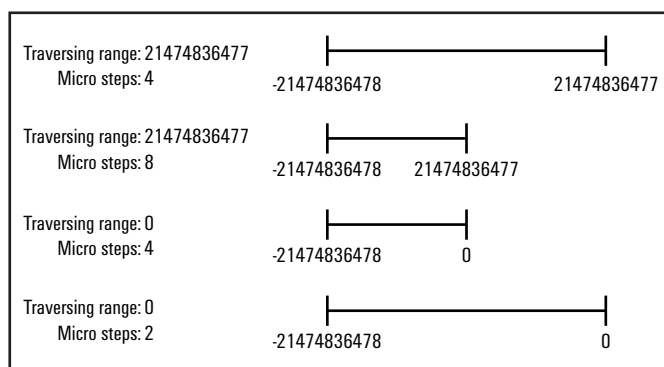 Traversing range: 21474836477
Micro steps: 4
-21474836478 21474836477
Traversing range: 21474836477
Micro steps: 8
-21474836478 21474836477
Traversing range: 0
Micro steps: 4
-21474836478 0
Traversing range: 0
Micro steps: 2
-21474836478 0